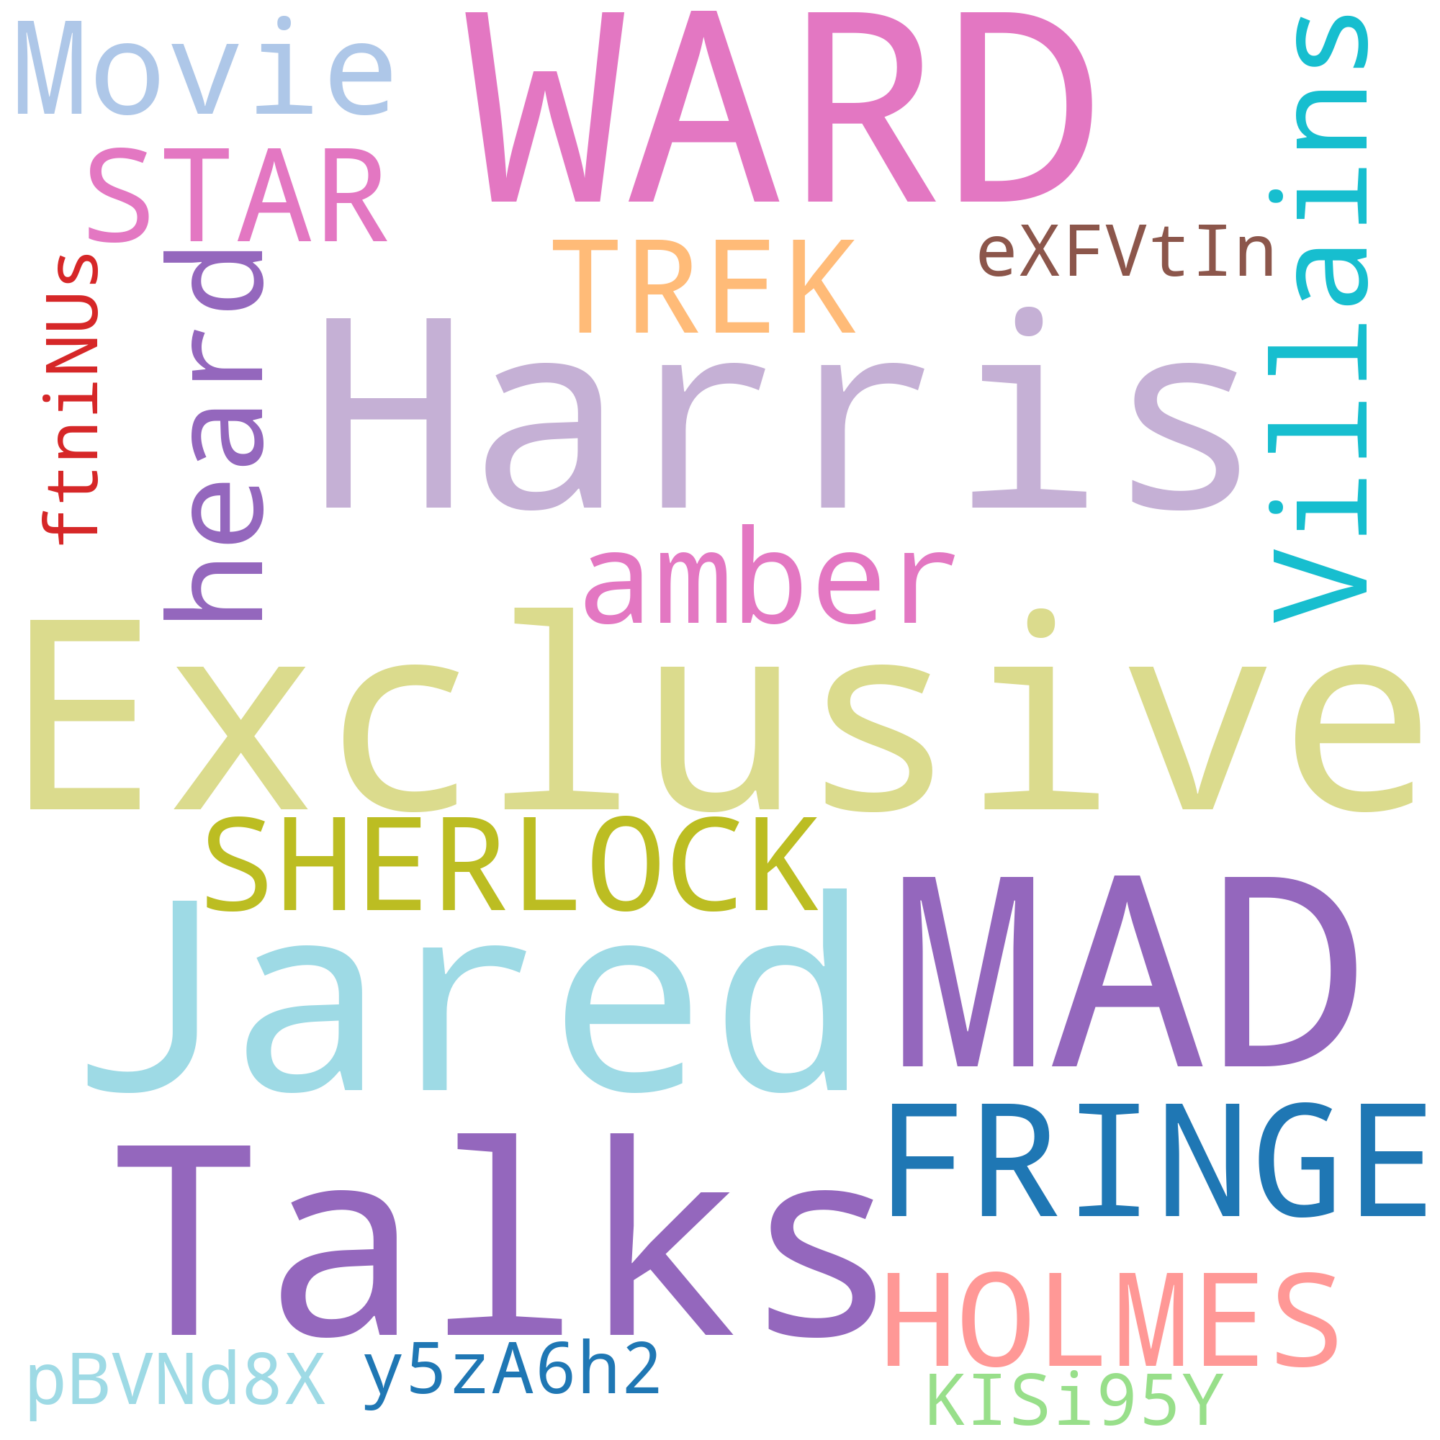 Movie
WARD
villains
STAR
eXFVtIn
TREK
ftniNUs
heard
Harris
amber
Exclusive
SHERLOCK
Jared
MAD
FRINGE
Talks
HOLMES
pBVNd8X
y5zA6h2
KISi95Y